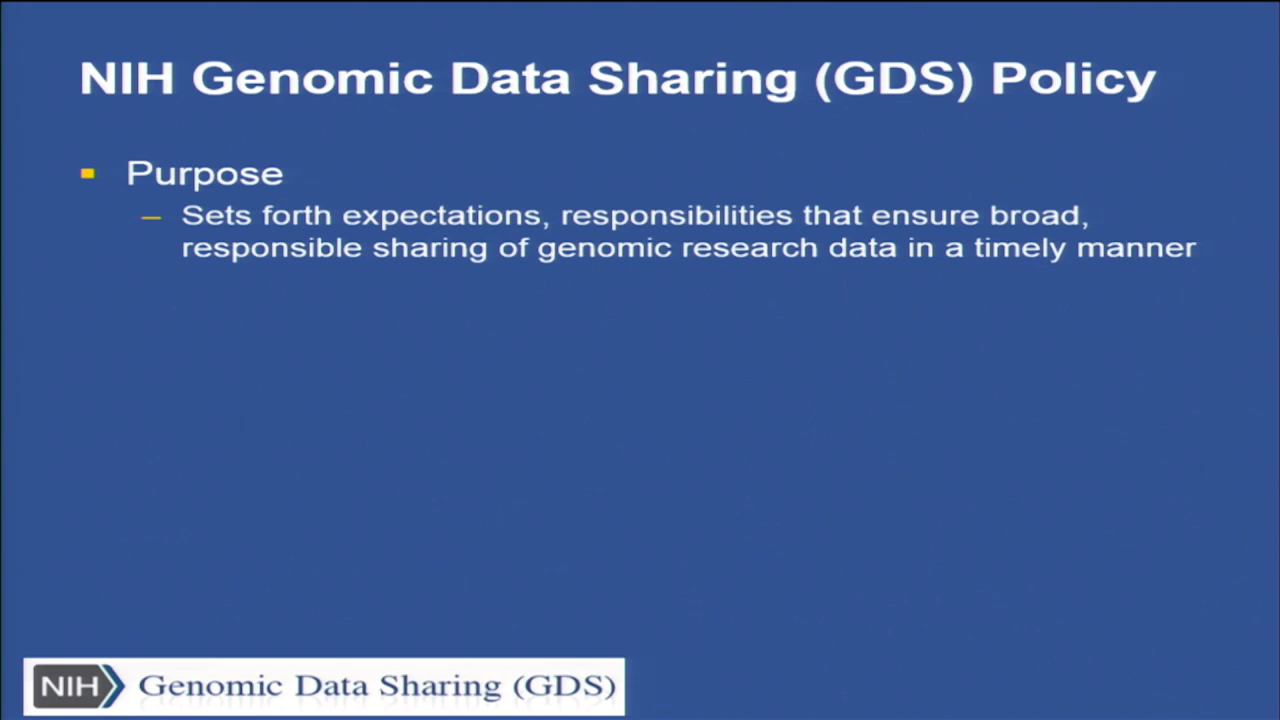 NIH Genomic Data Sharing (GDS) Policy
Purpose
– Sets forth expectations, responsibilities that ensure broad,
responsible sharing of genomic research data in a timely manner
NIH Genomic Data Sharing (GDS)